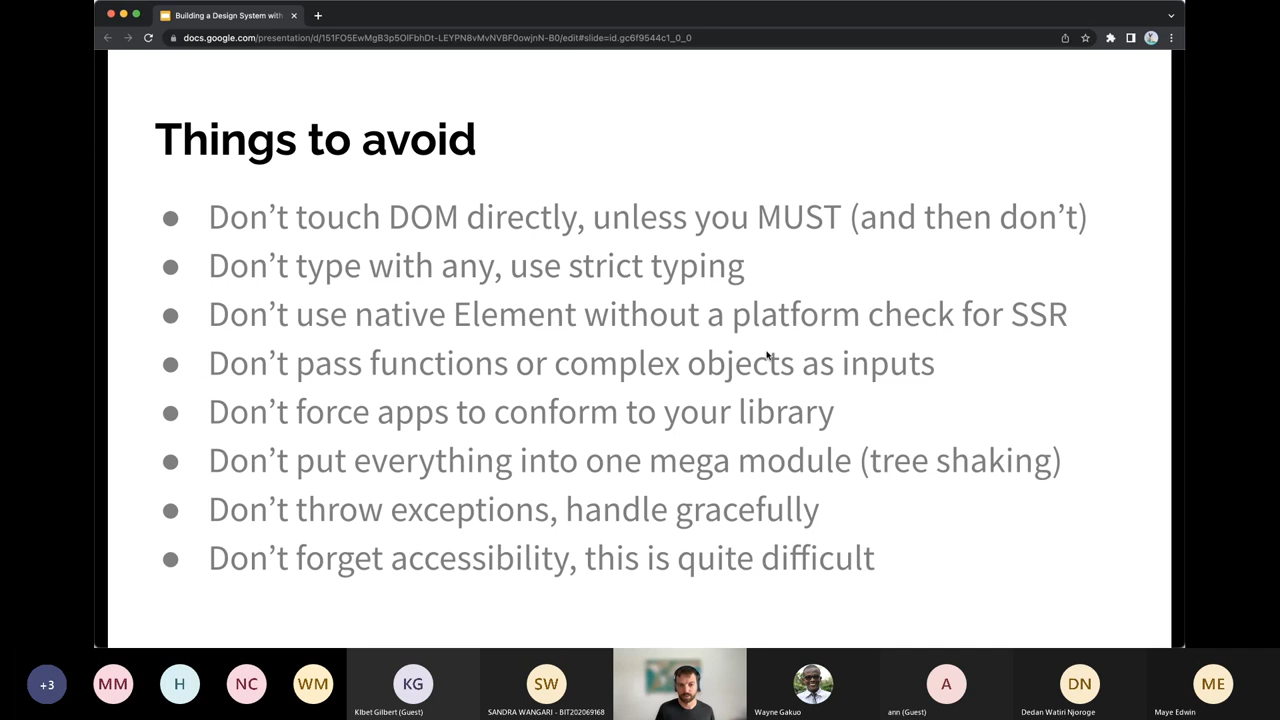 Building a Design System with
docs.google.com/presentation/d/151FO5EwMgB3p5OIFbhDt-LEYPN8vMvNVBF0owjnN-B0/edit#slide=id.gc6f9544c1_0_0
Things to avoid
● Don’t touch DOM directly, unless you MUST (and then don’t)
● Don’t type with any, use strict typing
● Don’t use native Element without a platform check for SSR
● Don’t pass functions or complex objects as inputs
● Don’t force apps to conform to your library
● Don’t put everything into one mega module (tree shaking)
● Don’t throw exceptions, handle gracefully
● Don’t forget accessibility, this is quite difficult
+3
MM
H
NC
WM
KG
KIbet Gilbert (Guest)
SW
SANDRA WANGARI - BIT202069168
Wayne Gakuo
A
ann (Guest)
DN
Dedan Watiri Njoroge
ME
Maye Edwin